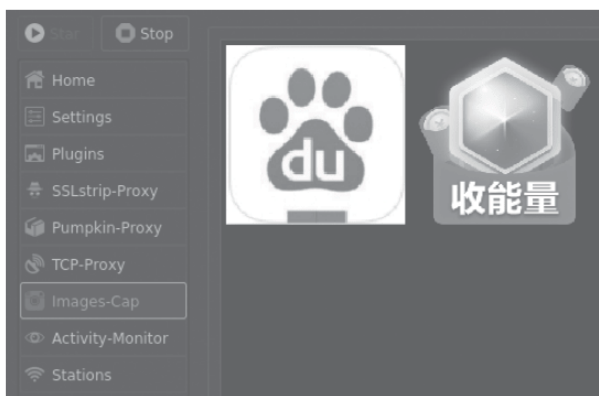 Star
Stop
Home
Settings
Plugins
SSLstrip-Proxy
Pumpkin-Proxy
TCP-Proxy
Images-Cap
Activity-Monitor
Stations
du
收能量